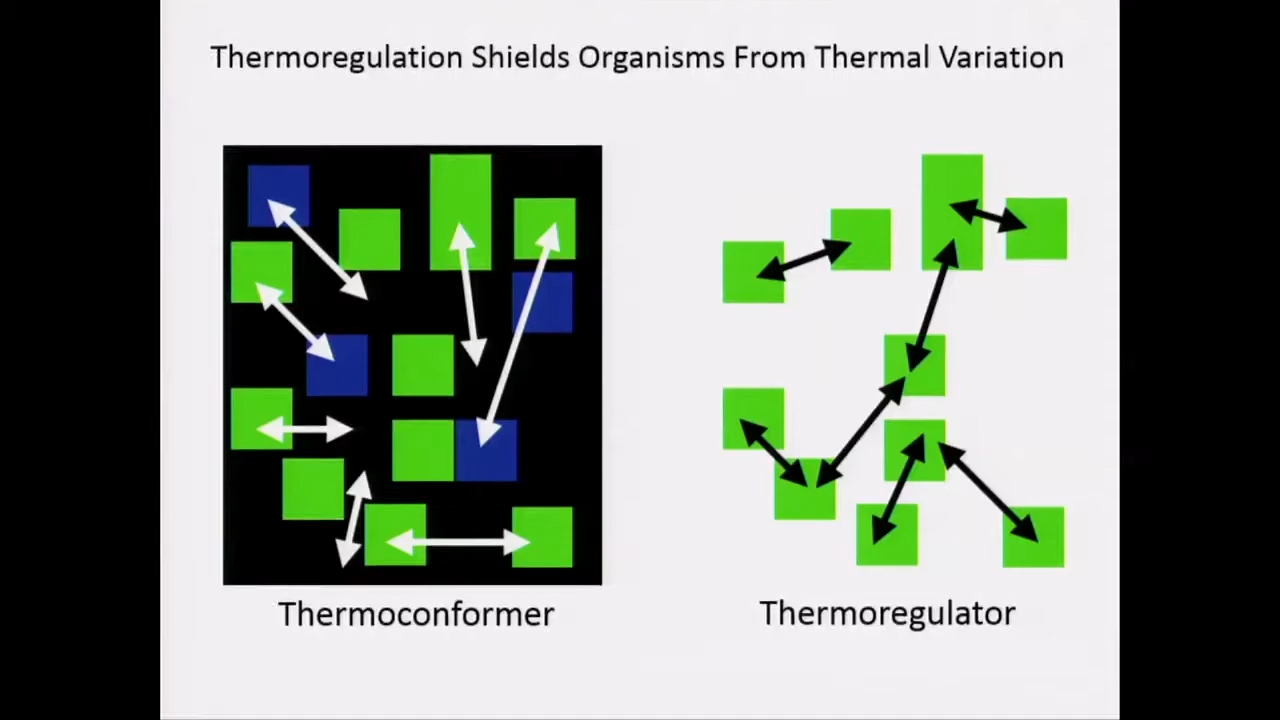 Thermoregulation Shields Organisms From Thermal Variation
Thermoconformer
Thermoregulator